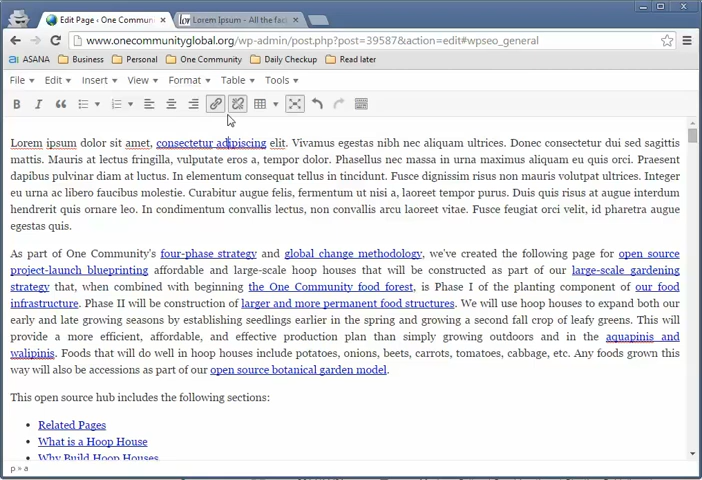 Edit Page ‹ One Commun × Lorem Ipsum - All the fac ×
www.onecommunityglobal.org/wp-admin/post.php?post=39587&action=edit#wpseo_general
ASANA Business Personal One Community Daily Checkup Read later
File Edit Insert View Format Table Tools
Lorem ipsum dolor sit amet, consectetur adipiscing elit. Vivamus egestas nibh nec aliquam ultrices. Donec consectetur dui sed sagittis
mattis. Mauris at lectus fringilla, vulputate eros a, tempor dolor. Phasellus nec massa in urna maximus aliquam eu quis orci. Praesent
dapibus pulvinar diam at luctus. In elementum consequat tellus in tincidunt. Fusce dignissim risus non mauris volutpat ultrices. Integer
eu urna ac libero faucibus molestie. Curabitur augue felis, fermentum ut nisi a, laoreet tempor purus. Duis quis risus at augue interdum
hendrerit quis ornare leo. In condimentum convallis lectus, non convallis arcu laoreet vitae. Fusce feugiat orci velit, id pharetra augue
egestas quis.
As part of One Community's four-phase strategy and global change methodology, we've created the following page for open source
project-launch blueprinting affordable and large-scale hoop houses that will be constructed as part of our large-scale gardening
strategy that, when combined with beginning the One Community food forest, is Phase I of the planting component of our food
infrastructure. Phase II will be construction of larger and more permanent food structures. We will use hoop houses to expand both our
early and late growing seasons by establishing seedlings earlier in the spring and growing a second fall crop of leafy greens. This will
provide a more efficient, affordable, and effective production plan than simply growing outdoors and in the aquapinis and
walipinis. Foods that will do well in hoop houses include potatoes, onions, beets, carrots, tomatoes, cabbage, etc. Any foods grown this
way will also be accessions as part of our open source botanical garden model.
This open source hub includes the following sections:
Related Pages
What is a Hoop House
Why Build Hoop Houses
p » a